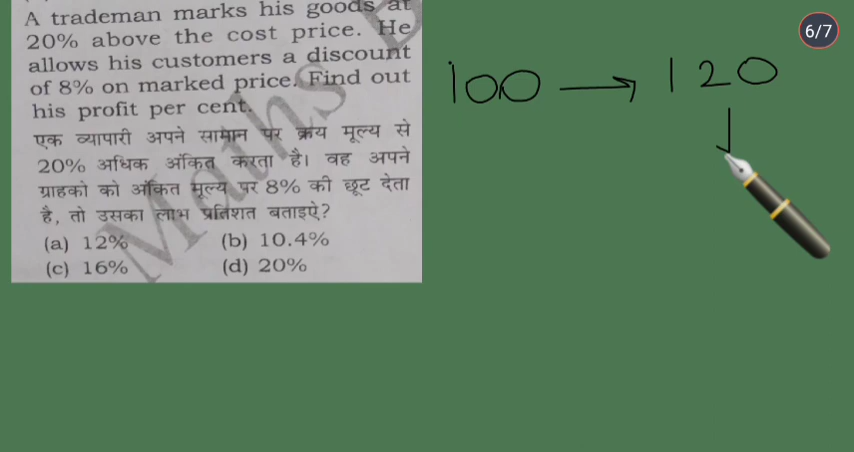 A trademan marks his goods at
20% above the cost price. He
allows his customers a discount
of 8% on marked price. Find out
his profit per cent.
एक व्यापारी अपने सामान पर क्रय मूल्य से
20% अधिक अंकित करता है। वह अपने
ग्राहको को अंकित मूल्य पर 8% की छूट देता
है, तो उसका लाभ प्रतिशत बताइऐ?
(a) 12% (b) 10.4%
(c) 16% (d) 20%
100 → 120
↓
6/7
Maths B